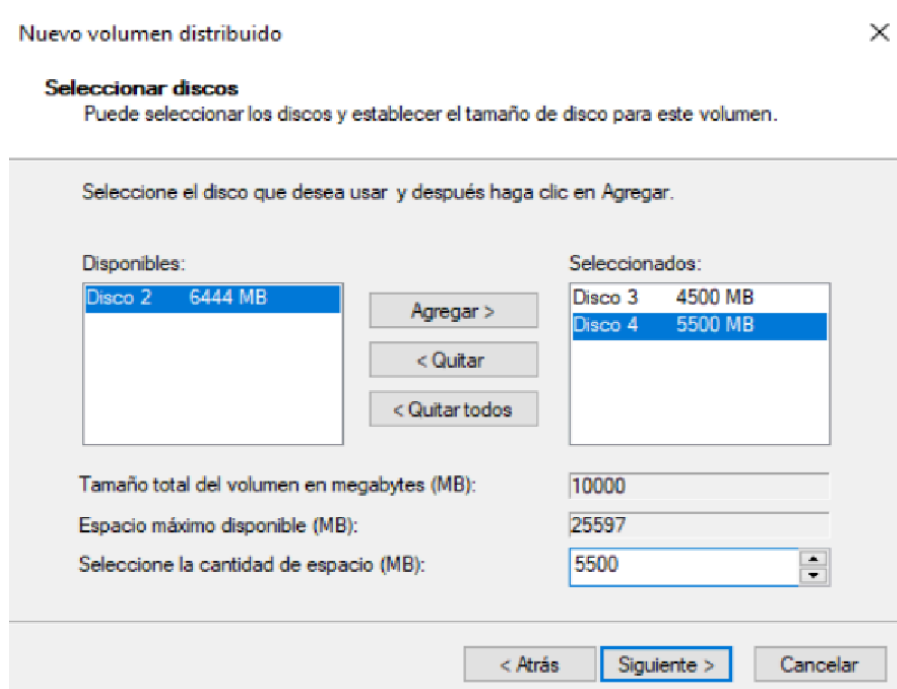 Nuevo volumen distribuido
Seleccionar discos
Puede seleccionar los discos y establecer el tamaño de disco para este volumen.
Seleccione el disco que desea usar y después haga clic en Agregar.
Disponibles:
Seleccionados:
Disco 2 6444 MB
Agregar >
< Quitar
< Quitar todos
Disco 3 4500 MB
Disco 4 5500 MB
Tamaño total del volumen en megabytes (MB): 10000
Espacio máximo disponible (MB): 25597
Seleccione la cantidad de espacio (MB): 5500
< Atrás Siguiente > Cancelar